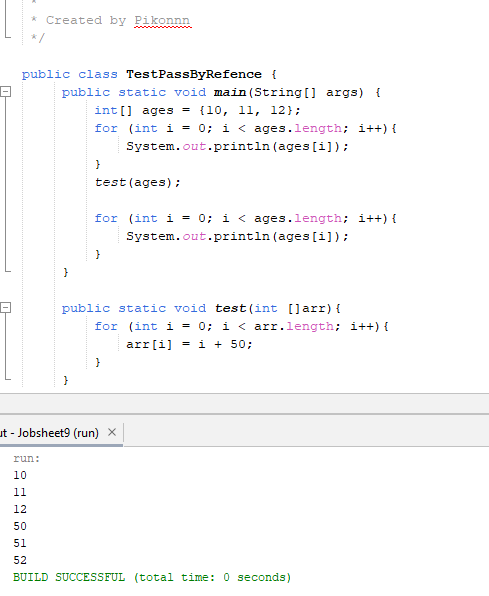 *
* Created by Pikonnn
*/
public class TestPassByRefence {
public static void main(String[] args) {
int[] ages = {10, 11, 12};
for (int i = 0; i < ages.length; i++){
System.out.println(ages[i]);
}
test(ages);
for (int i = 0; i < ages.length; i++){
System.out.println(ages[i]);
}
}
public static void test(int []arr){
for (int i = 0; i < arr.length; i++){
arr[i] = i + 50;
}
}
ut - Jobsheet9 (run) ×
run:
10
11
12
50
51
52
BUILD SUCCESSFUL (total time: 0 seconds)